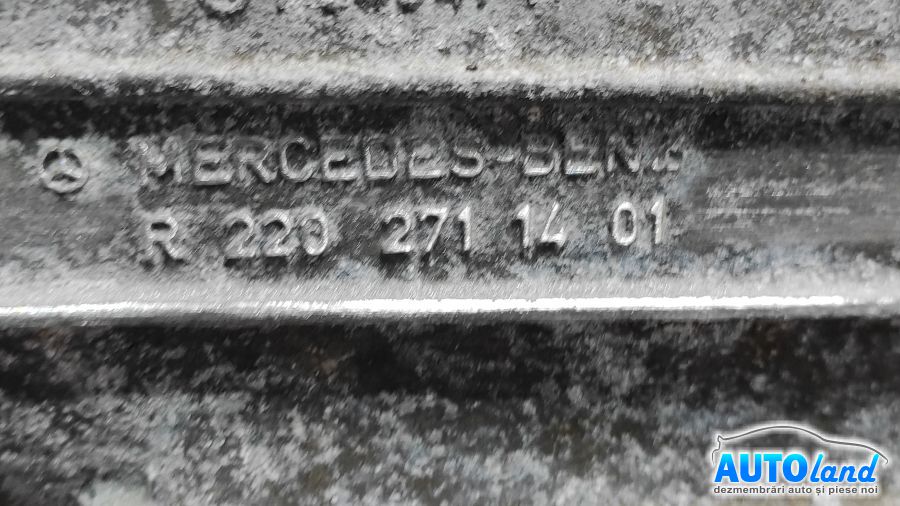 MERCEDES-BENZ
R 220 271 14 01
AUTOland
dezmembrări auto și piese noi